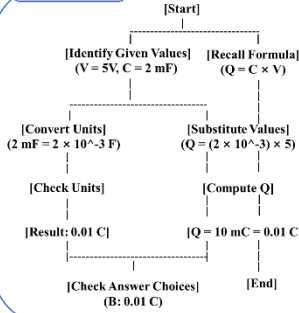 [Start]
[Identify Given Values] [Recall Formula]
(V = 5V, C = 2 mF) (Q = C × V)
[Convert Units] [Substitute Values]
(2 mF = 2 × 10^-3 F) (Q = (2 × 10^-3) × 5)
[Check Units] [Compute Q]
[Result: 0.01 C] [Q = 10 mC = 0.01 C
[Check Answer Choices] [End]
(B: 0.01 C)